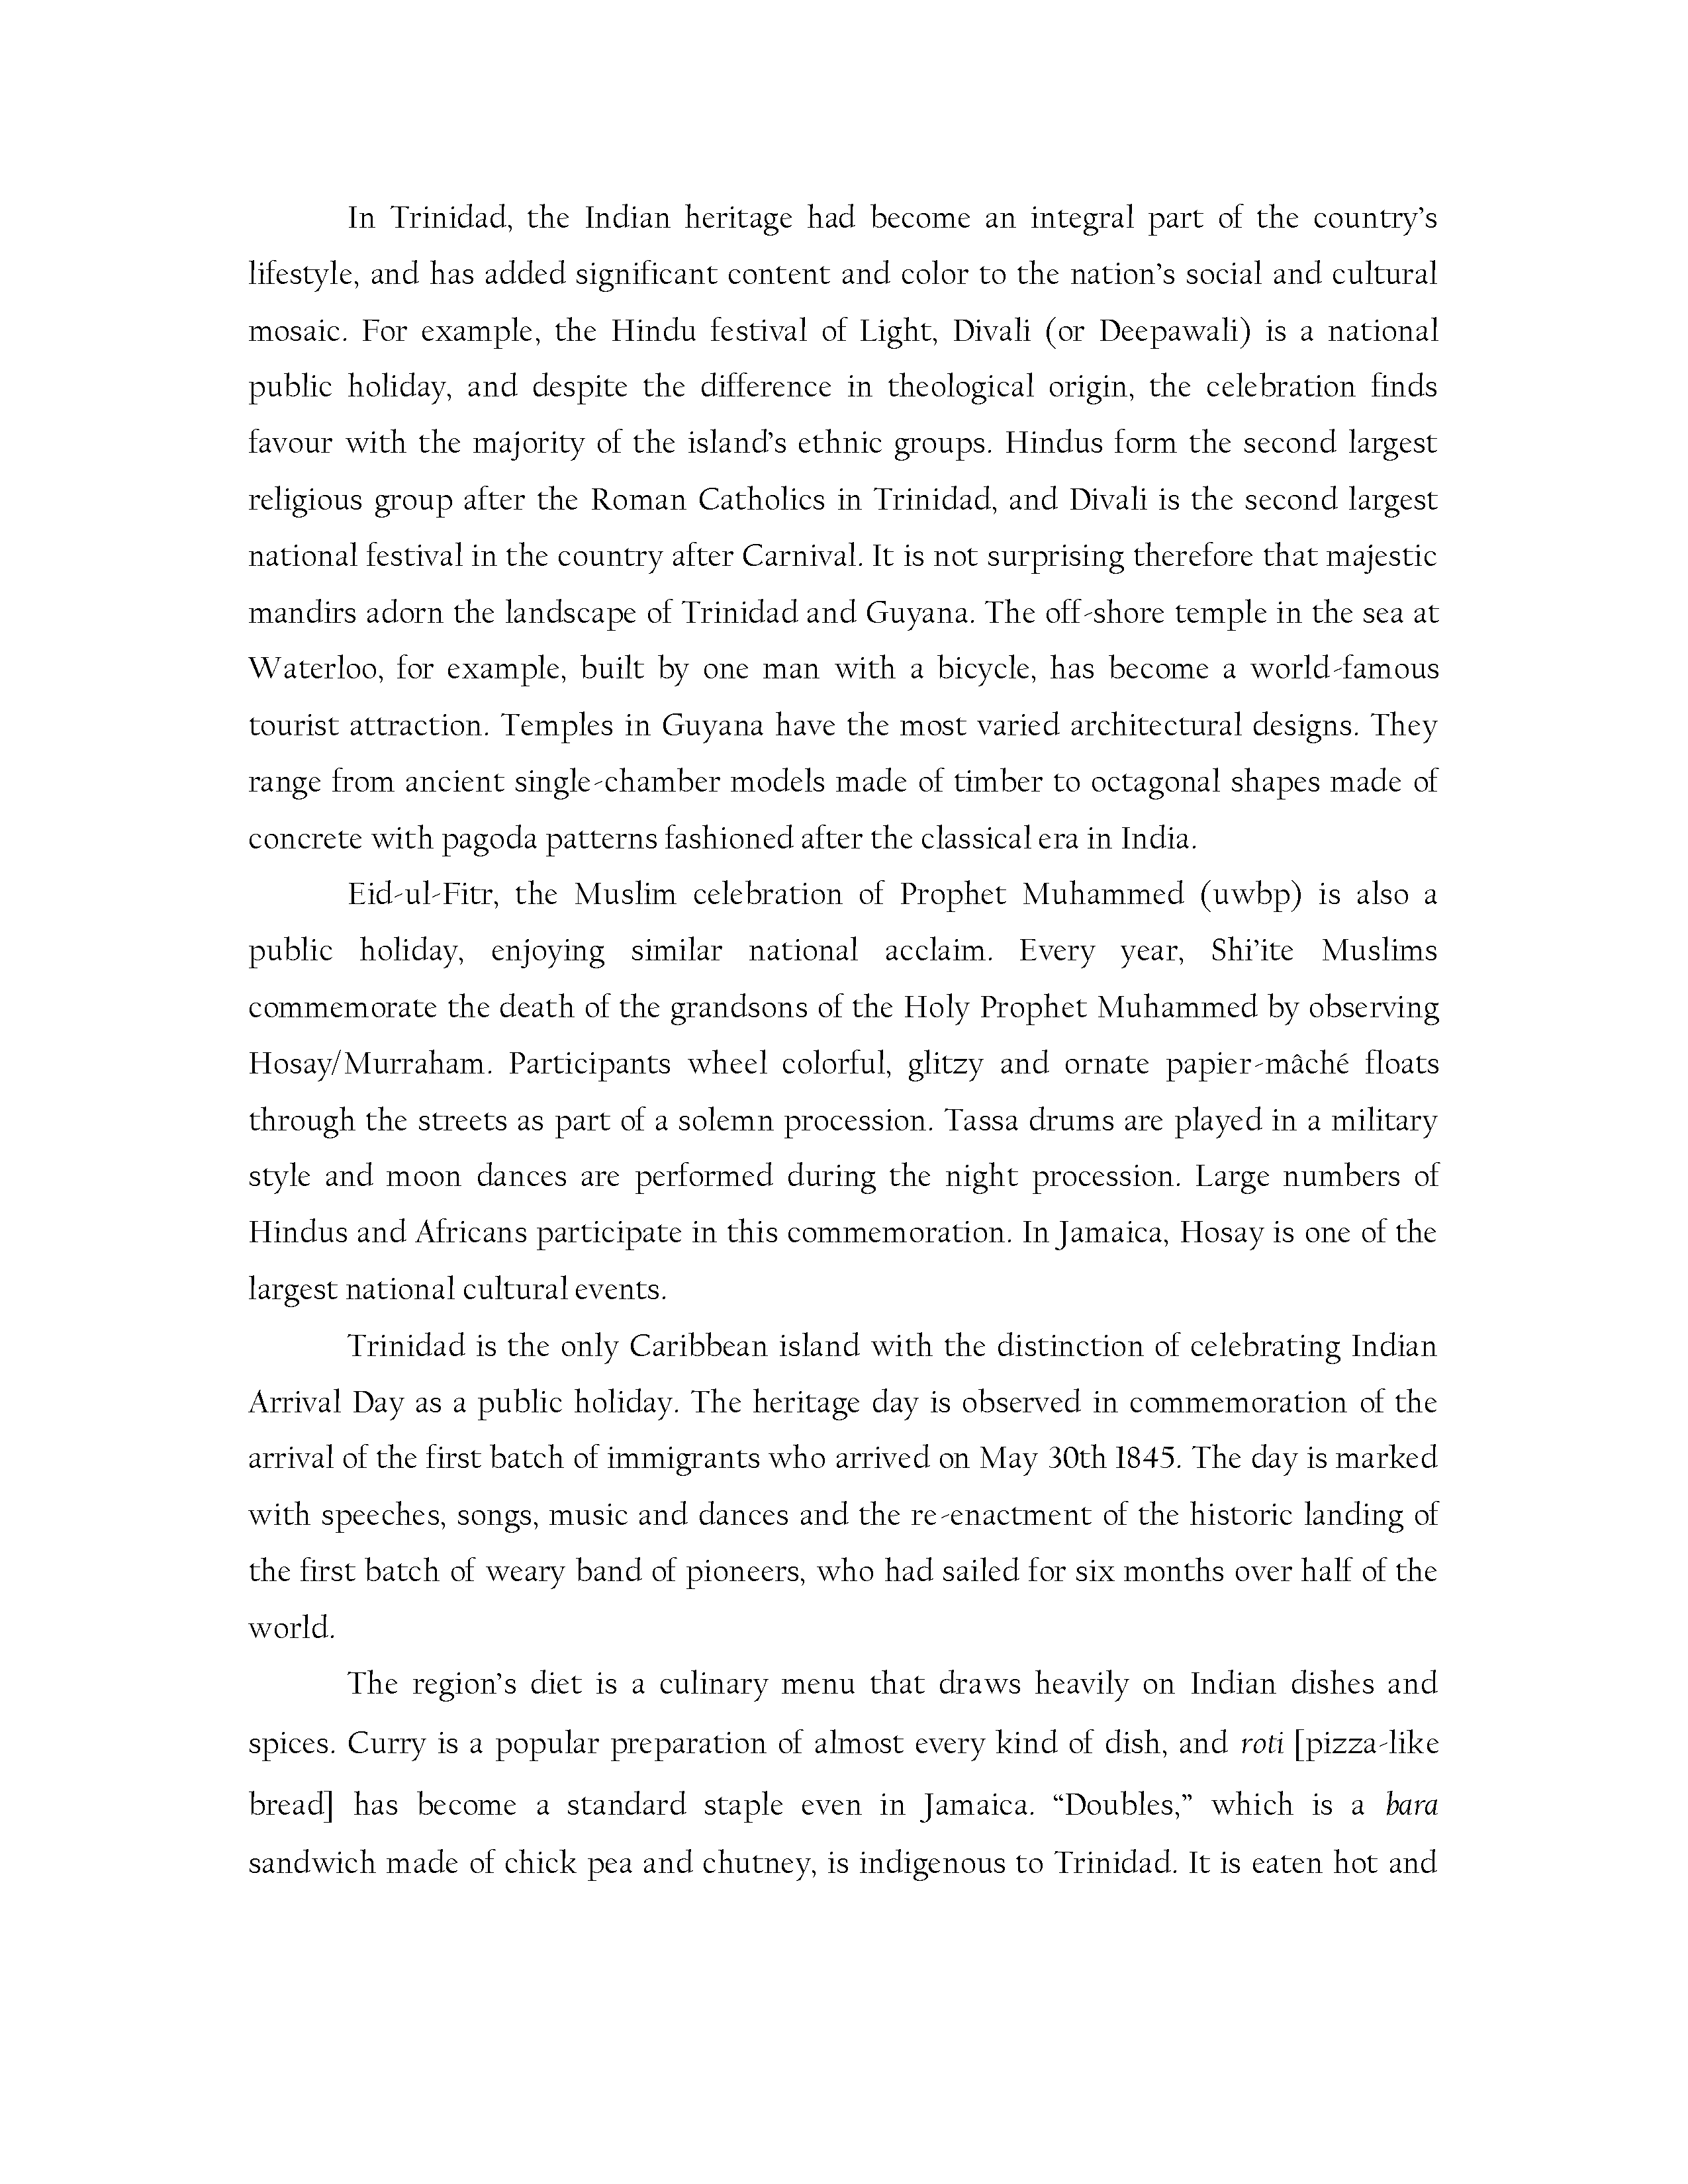 In Trinidad, the Indian heritage had become an integral part of the country’s
lifestyle, and has added significant content and color to the nation’s social and cultural
mosaic. For example, the Hindu festival of Light, Divali (or Deepawali) is a national
public holiday, and despite the difference in theological origin, the celebration finds
favour with the majority of the island’s ethnic groups. Hindus form the second largest
religious group after the Roman Catholics in Trinidad, and Divali is the second largest
national festival in the country after Carnival. It is not surprising therefore that majestic
mandirs adorn the landscape of Trinidad and Guyana. The off-shore temple in the sea at
Waterloo, for example, built by one man with a bicycle, has become a world-famous
tourist attraction. Temples in Guyana have the most varied architectural designs. They
range from ancient single-chamber models made of timber to octagonal shapes made of
concrete with pagoda patterns fashioned after the classical era in India.
Eid-ul-Fitr, the Muslim celebration of Prophet Muhammed (uwbp) is also a
public holiday, enjoying similar national acclaim. Every year, Shi’ite Muslims
commemorate the death of the grandsons of the Holy Prophet Muhammed by observing
Hosay/Murraham. Participants wheel colorful, glitzy and ornate papier-mâché floats
through the streets as part of a solemn procession. Tassa drums are played in a military
style and moon dances are performed during the night procession. Large numbers of
Hindus and Africans participate in this commemoration. In Jamaica, Hosay is one of the
largest national cultural events.
Trinidad is the only Caribbean island with the distinction of celebrating Indian
Arrival Day as a public holiday. The heritage day is observed in commemoration of the
arrival of the first batch of immigrants who arrived on May 30th 1845. The day is marked
with speeches, songs, music and dances and the re-enactment of the historic landing of
the first batch of weary band of pioneers, who had sailed for six months over half of the
world.
The region’s diet is a culinary menu that draws heavily on Indian dishes and
spices. Curry is a popular preparation of almost every kind of dish, and roti [pizza-like
bread] has become a standard staple even in Jamaica. “Doubles,” which is a bara
sandwich made of chick pea and chutney, is indigenous to Trinidad. It is eaten hot and